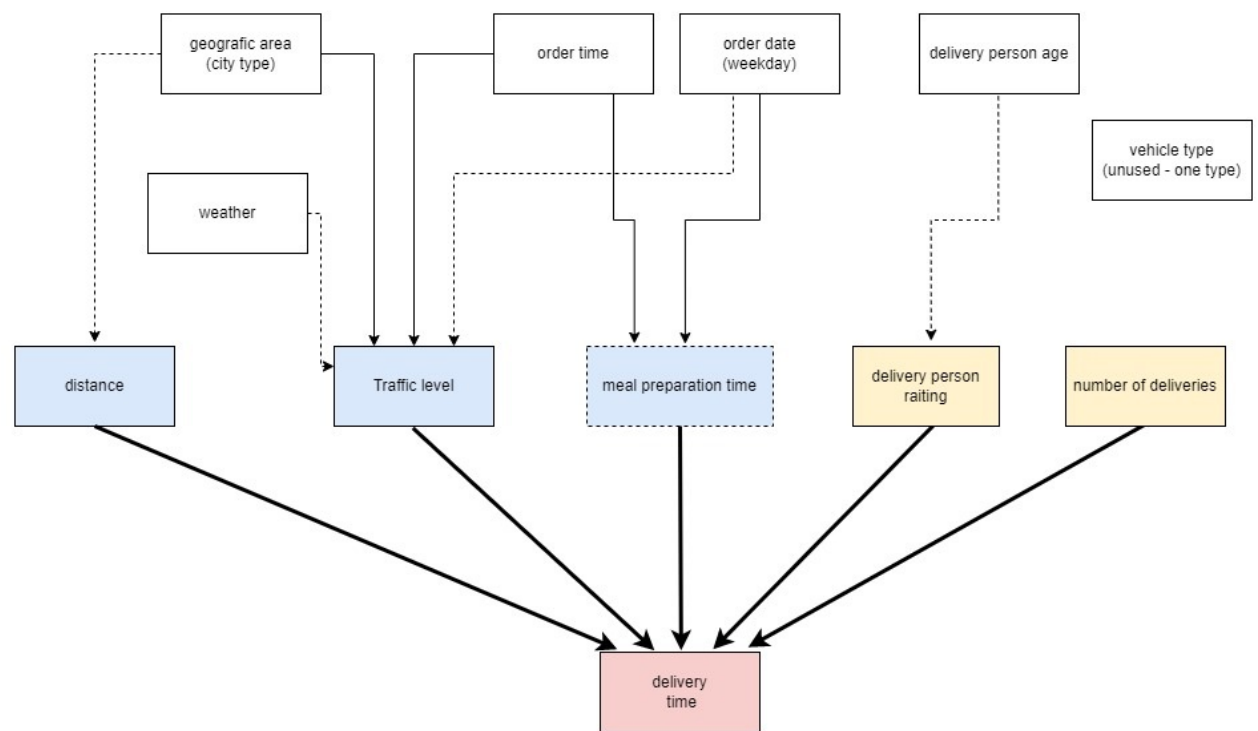 geografic area
(city type)
order time
order date
(weekday)
delivery person age
vehicle type
(unused - one type)
weather
distance
Traffic level
meal preparation time
delivery person
raiting
number of deliveries
delivery
time